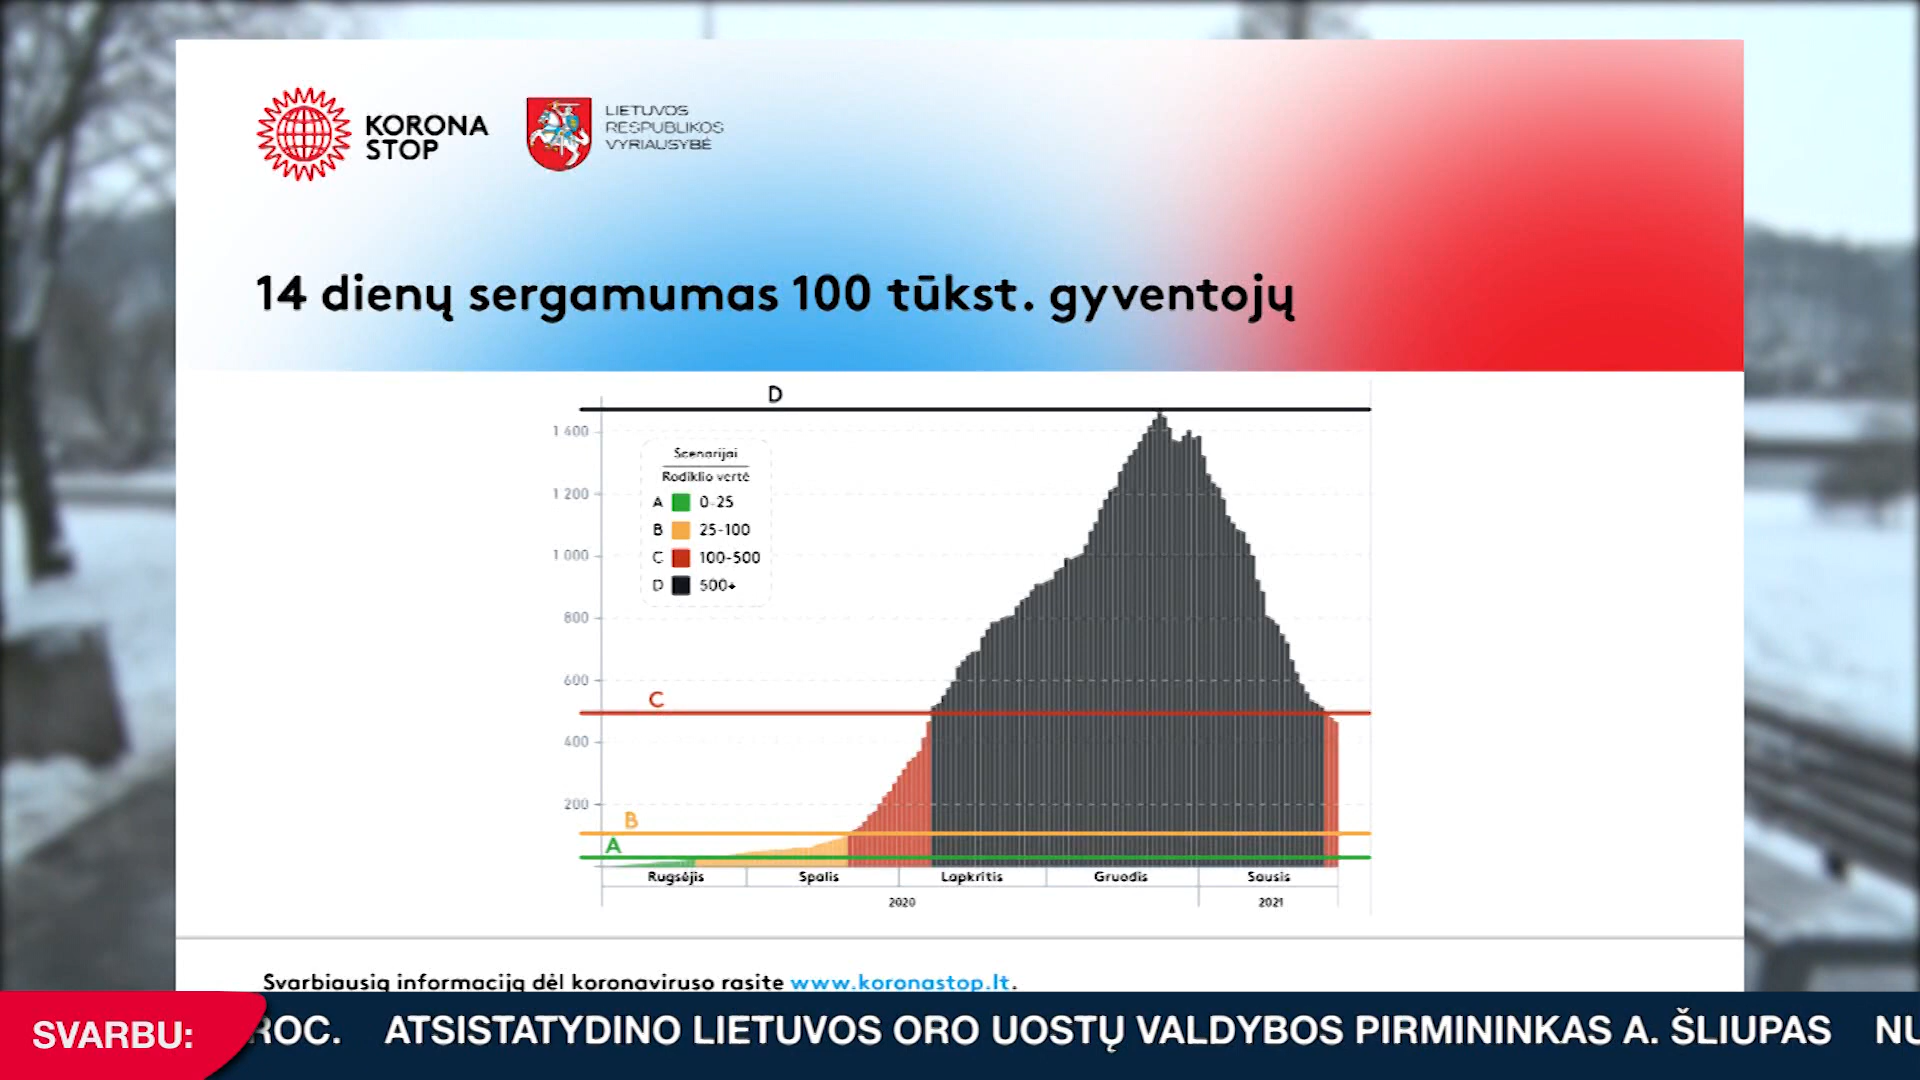 KORONA
STOP
LIETUVOS
RESPUBLIKOS
VYRIAUSYBĖ
14 dienų sergamumas 100 tūkst. gyventojų
D
1 400
1 200
1 000
800
600
400
200
Scenarijai
Rodiklio vertė
A 0-25
B 25-100
C 100-500
D 500+
C
B
A
Rugsėjis Spalis Lapkritis Gruodis Sausis
2020 2021
Svarbiausią informaciją dėl koronaviruso rasite www.koronastop.lt.
SVARBU: ROC. ATSISTATYDINO LIETUVOS ORO UOSTŲ VALDYBOS PIRMININKAS A. ŠLIUPAS NU